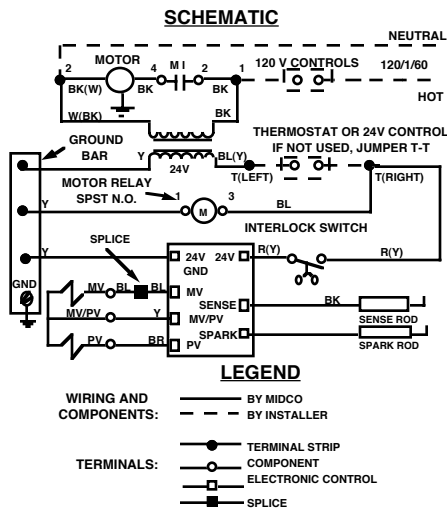 SCHEMATIC
NEUTRAL
2 MOTOR 4 M I 2 1 120 V CONTROLS 120/1/60
BK(W) BK BK HOT
W(BK) BK
GROUND BAR
THERMOSTAT OR 24V CONTROL
IF NOT USED, JUMPER T-T
Y 24V BL(Y)
T(LEFT) T(RIGHT)
MOTOR RELAY
SPST N.O.
1 3
Y M BL
INTERLOCK SWITCH
SPLICE
Y 24V 24V R(Y) R(Y)
GND
GND MV BL BL MV
SENSE BK
SENSE ROD
MV/PV Y MV/PV
SPARK
SPARK ROD
PV BR PV
LEGEND
WIRING AND
COMPONENTS:
BY MIDCO
BY INSTALLER
TERMINALS:
TERMINAL STRIP
COMPONENT
ELECTRONIC CONTROL
SPLICE